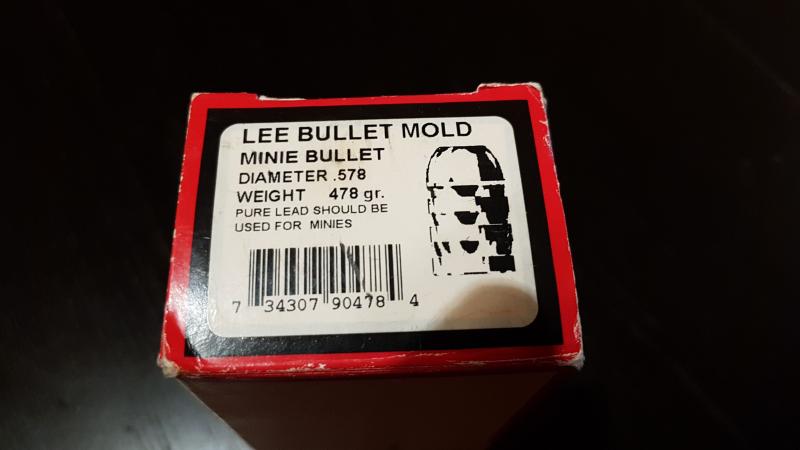 LEE BULLET MOLD
MINIE BULLET
DIAMETER .578
WEIGHT 478 gr.
PURE LEAD SHOULD BE
USED FOR MINIES
7 34307 90478 4